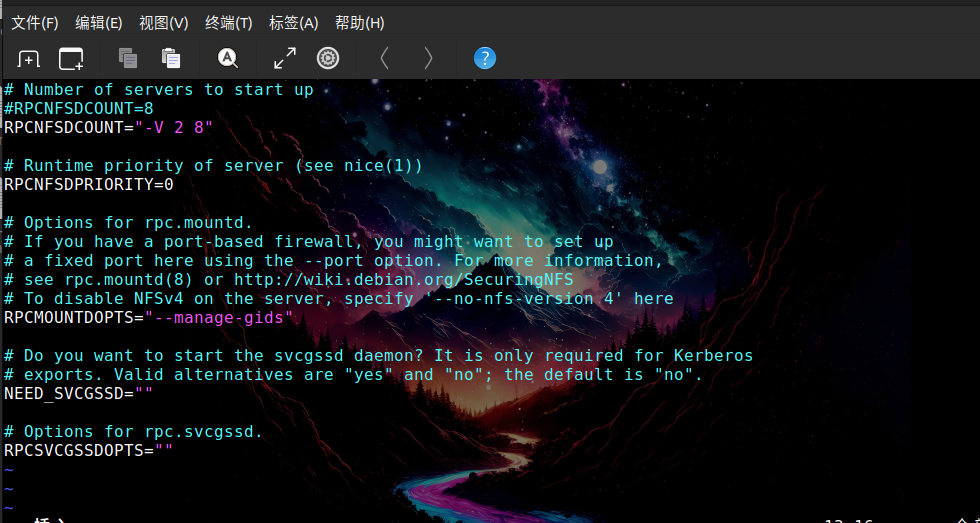 文件(F) 编辑(E) 视图(V) 终端(T) 标签(A) 帮助(H)
# Number of servers to start up
#RPCNFSDCOUNT=8
RPCNFSDCOUNT="-V 2 8"
# Runtime priority of server (see nice(1))
RPCNFSDPRIORITY=0
# Options for rpc.mountd.
# If you have a port-based firewall, you might want to set up
# a fixed port here using the --port option. For more information,
# see rpc.mountd(8) or http://wiki.debian.org/SecuringNFS
# To disable NFSv4 on the server, specify '--no-nfs-version 4' here
RPCMOUNTDOPTS="--manage-gids"
# Do you want to start the svcgssd daemon? It is only required for Kerberos
# exports. Valid alternatives are "yes" and "no"; the default is "no".
NEED_SVCGSSD=""
# Options for rpc.svcgssd.
RPCSVCGSSDOPTS=""
~
~
~